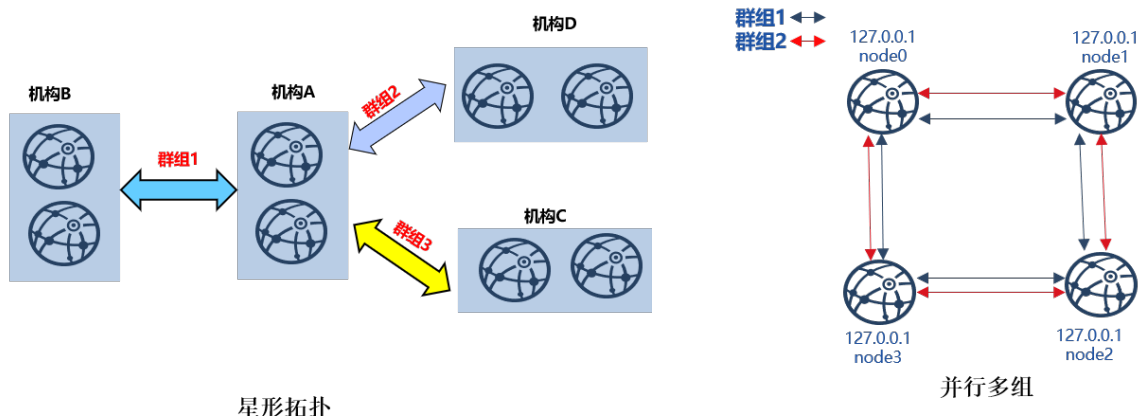 机构B
机构A
机构D
群组1
群组2
群组3
机构C
星形拓扑
群组1
群组2
127.0.0.1
node0
127.0.0.1
node1
127.0.0.1
node3
127.0.0.1
node2
并行多组